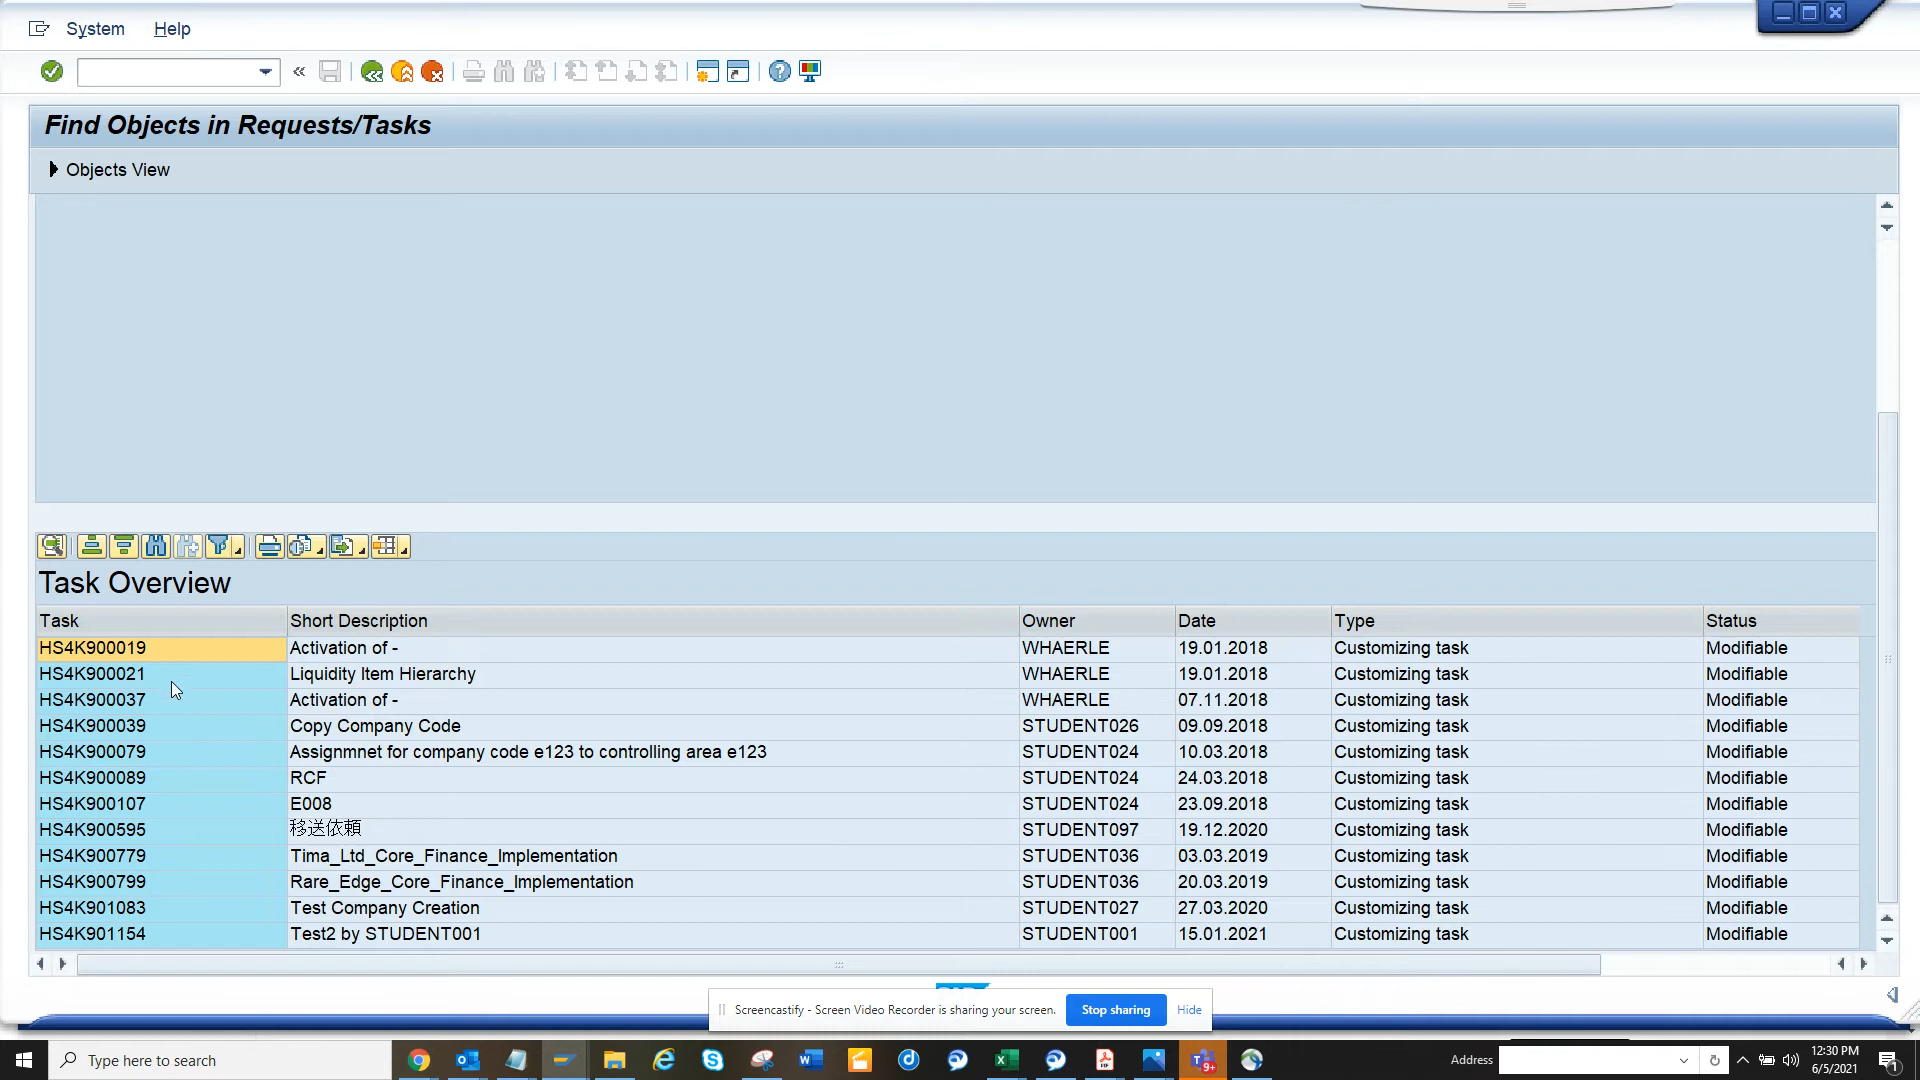 System Help
Find Objects in Requests/Tasks
Objects View
Task Overview
Task Short Description Owner Date Type Status
HS4K900019 Activation of - WHAERLE 19.01.2018 Customizing task Modifiable
HS4K900021 Liquidity Item Hierarchy WHAERLE 19.01.2018 Customizing task Modifiable
HS4K900037 Activation of - WHAERLE 07.11.2018 Customizing task Modifiable
HS4K900039 Copy Company Code STUDENT026 09.09.2018 Customizing task Modifiable
HS4K900079 Assignmnet for company code e123 to controlling area e123 STUDENT024 10.03.2018 Customizing task Modifiable
HS4K900089 RCF STUDENT024 24.03.2018 Customizing task Modifiable
HS4K900107 E008 STUDENT024 23.09.2018 Customizing task Modifiable
HS4K900595 移送依頼 STUDENT097 19.12.2020 Customizing task Modifiable
HS4K900779 Tima_Ltd_Core_Finance_Implementation STUDENT036 03.03.2019 Customizing task Modifiable
HS4K900799 Rare_Edge_Core_Finance_Implementation STUDENT036 20.03.2019 Customizing task Modifiable
HS4K901083 Test Company Creation STUDENT027 27.03.2020 Customizing task Modifiable
HS4K901154 Test2 by STUDENT001 STUDENT001 15.01.2021 Customizing task Modifiable
Screencastify - Screen Video Recorder is sharing your screen. Stop sharing Hide
Type here to search 9+ Address 12:30 PM
6/5/2021 1